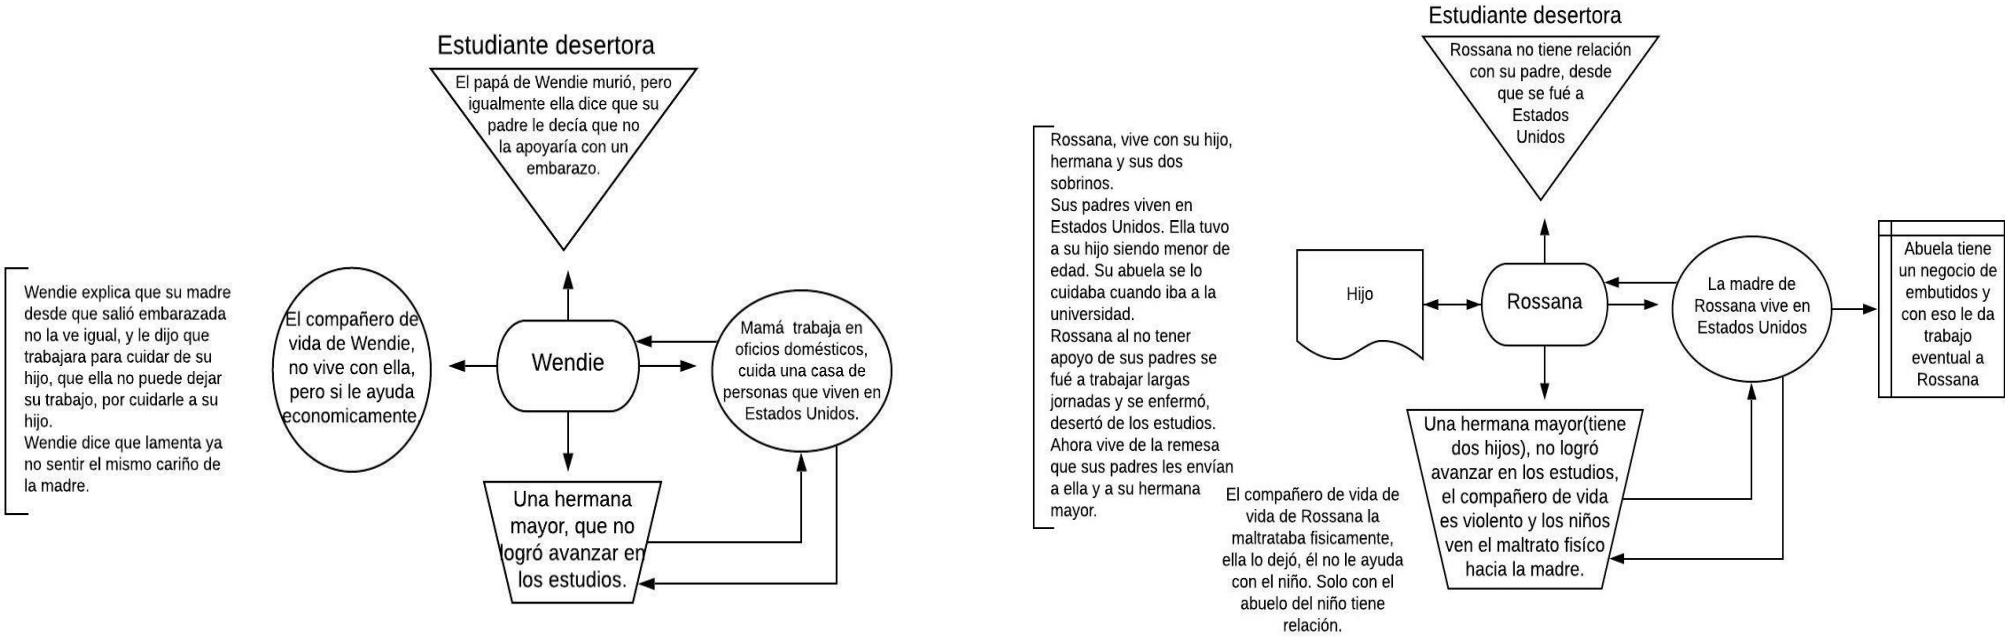 Estudiante desertora
El papá de Wendie murió, pero
igualmente ella dice que su
padre le decía que no
la apoyaría con un
embarazo.
Wendie explica que su madre
desde que salió embarazada
no la ve igual, y le dijo que
trabajara para cuidar de su
hijo, que ella no puede dejar
su trabajo, por cuidarle a su
hijo.
Wendie dice que lamenta ya
no sentir el mismo cariño de
la madre.
El compañero de
vida de Wendie,
no vive con ella,
pero si le ayuda
economicamente.
Wendie
Mamá trabaja en
oficios domésticos,
cuida una casa de
personas que viven en
Estados Unidos.
Una hermana
mayor, que no
logró avanzar en
los estudios.
Estudiante desertora
Rossana no tiene relación
con su padre, desde
que se fué a
Estados
Unidos
Rossana, vive con su hijo,
hermana y sus dos
sobrinos.
Sus padres viven en
Estados Unidos. Ella tuvo
a su hijo siendo menor de
edad. Su abuela se lo
cuidaba cuando iba a la
universidad.
Rossana al no tener
apoyo de sus padres se
fué a trabajar largas
jornadas y se enfermó,
desertó de los estudios.
Ahora vive de la remesa
que sus padres les envían
a ella y a su hermana
mayor.
Hijo
Rossana
La madre de
Rossana vive en
Estados Unidos
Abuela tiene
un negocio de
embutidos y
con eso le da
trabajo
eventual a
Rossana
El compañero de vida de
vida de Rossana la
maltrataba fisicamente,
ella lo dejó, él no le ayuda
con el niño. Solo con el
abuelo del niño tiene
relación.
Una hermana mayor(tiene
dos hijos), no logró
avanzar en los estudios,
el compañero de vida
es violento y los niños
ven el maltrato fisíco
hacia la madre.